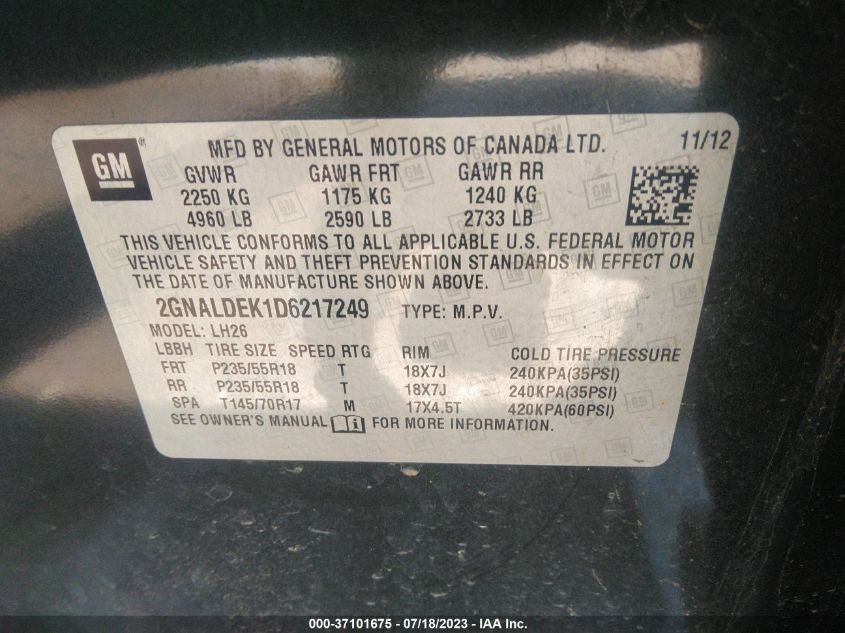 GM ® MFD BY GENERAL MOTORS OF CANADA LTD. 11/12
GVWR GAWR FRT GAWR RR
2250 KG 1175 KG 1240 KG
4960 LB 2590 LB 2733 LB
THIS VEHICLE CONFORMS TO ALL APPLICABLE U.S. FEDERAL MOTOR
VEHICLE SAFETY AND THEFT PREVENTION STANDARDS IN EFFECT ON
THE DATE OF MANUFACTURE SHOWN ABOVE.
2GNALDEK1D6217249 TYPE: M.P.V.
MODEL: LH26
LBBH TIRE SIZE SPEED RTG RIM COLD TIRE PRESSURE
FRT P235/55R18 T 18X7J 240KPA(35PSI)
RR P235/55R18 T 18X7J 240KPA(35PSI)
SPA T145/70R17 M 17X4.5T 420KPA(60PSI)
SEE OWNER'S MANUAL FOR MORE INFORMATION.
000-37101675 - 07/18/2023 - IAA Inc.